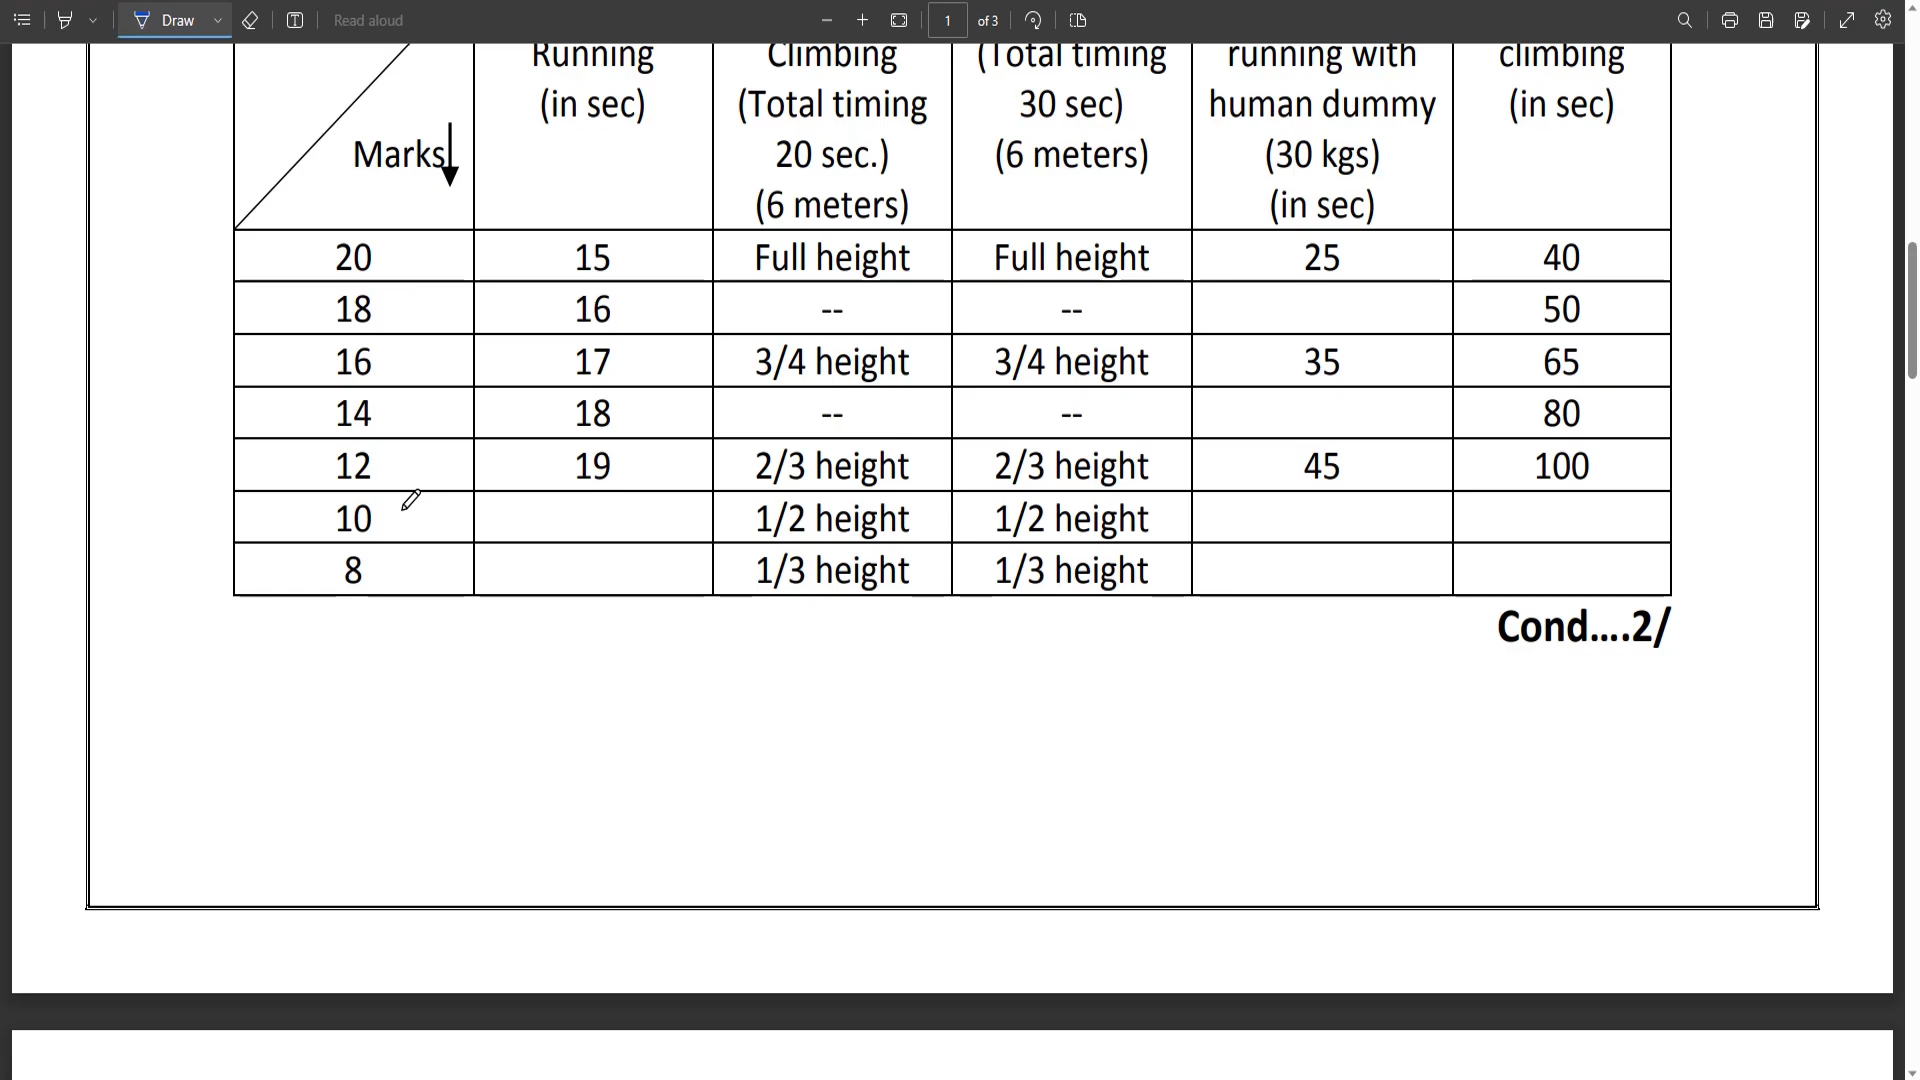 Draw Read aloud 1 of 3
Running Climbing (Total timing running with climbing
(in sec) (Total timing 30 sec) human dummy (in sec)
Marks 20 sec.) (6 meters) (30 kgs)
(6 meters) (in sec)
20 15 Full height Full height 25 40
18 16 -- -- 50
16 17 3/4 height 3/4 height 35 65
14 18 -- -- 80
12 19 2/3 height 2/3 height 45 100
10 1/2 height 1/2 height
8 1/3 height 1/3 height
Cond....2/